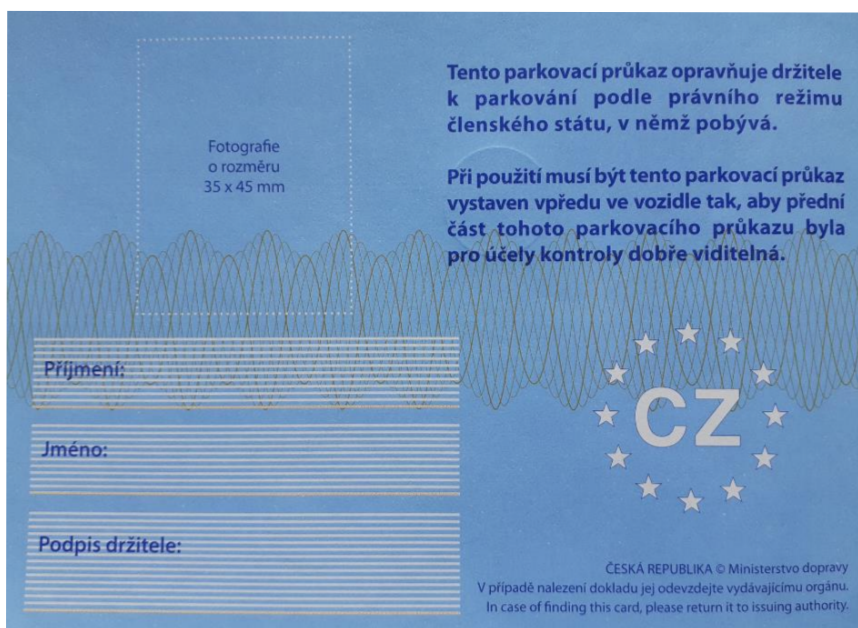 Fotografie
o rozměru
35 x 45 mm
Tento parkovací průkaz opravňuje držitele
k parkování podle právního režimu
členského státu, v němž pobývá.
Při použití musí být tento parkovací průkaz
vystaven vpředu ve vozidle tak, aby přední
část tohoto parkovacího průkazu byla
pro účely kontroly dobře viditelná.
Příjmení:
Jméno:
Podpis držitele:
CZ
ČESKÁ REPUBLIKA © Ministerstvo dopravy
V případě nalezení dokladu jej odevzdejte vydávajícímu orgánu.
In case of finding this card, please return it to issuing authority.